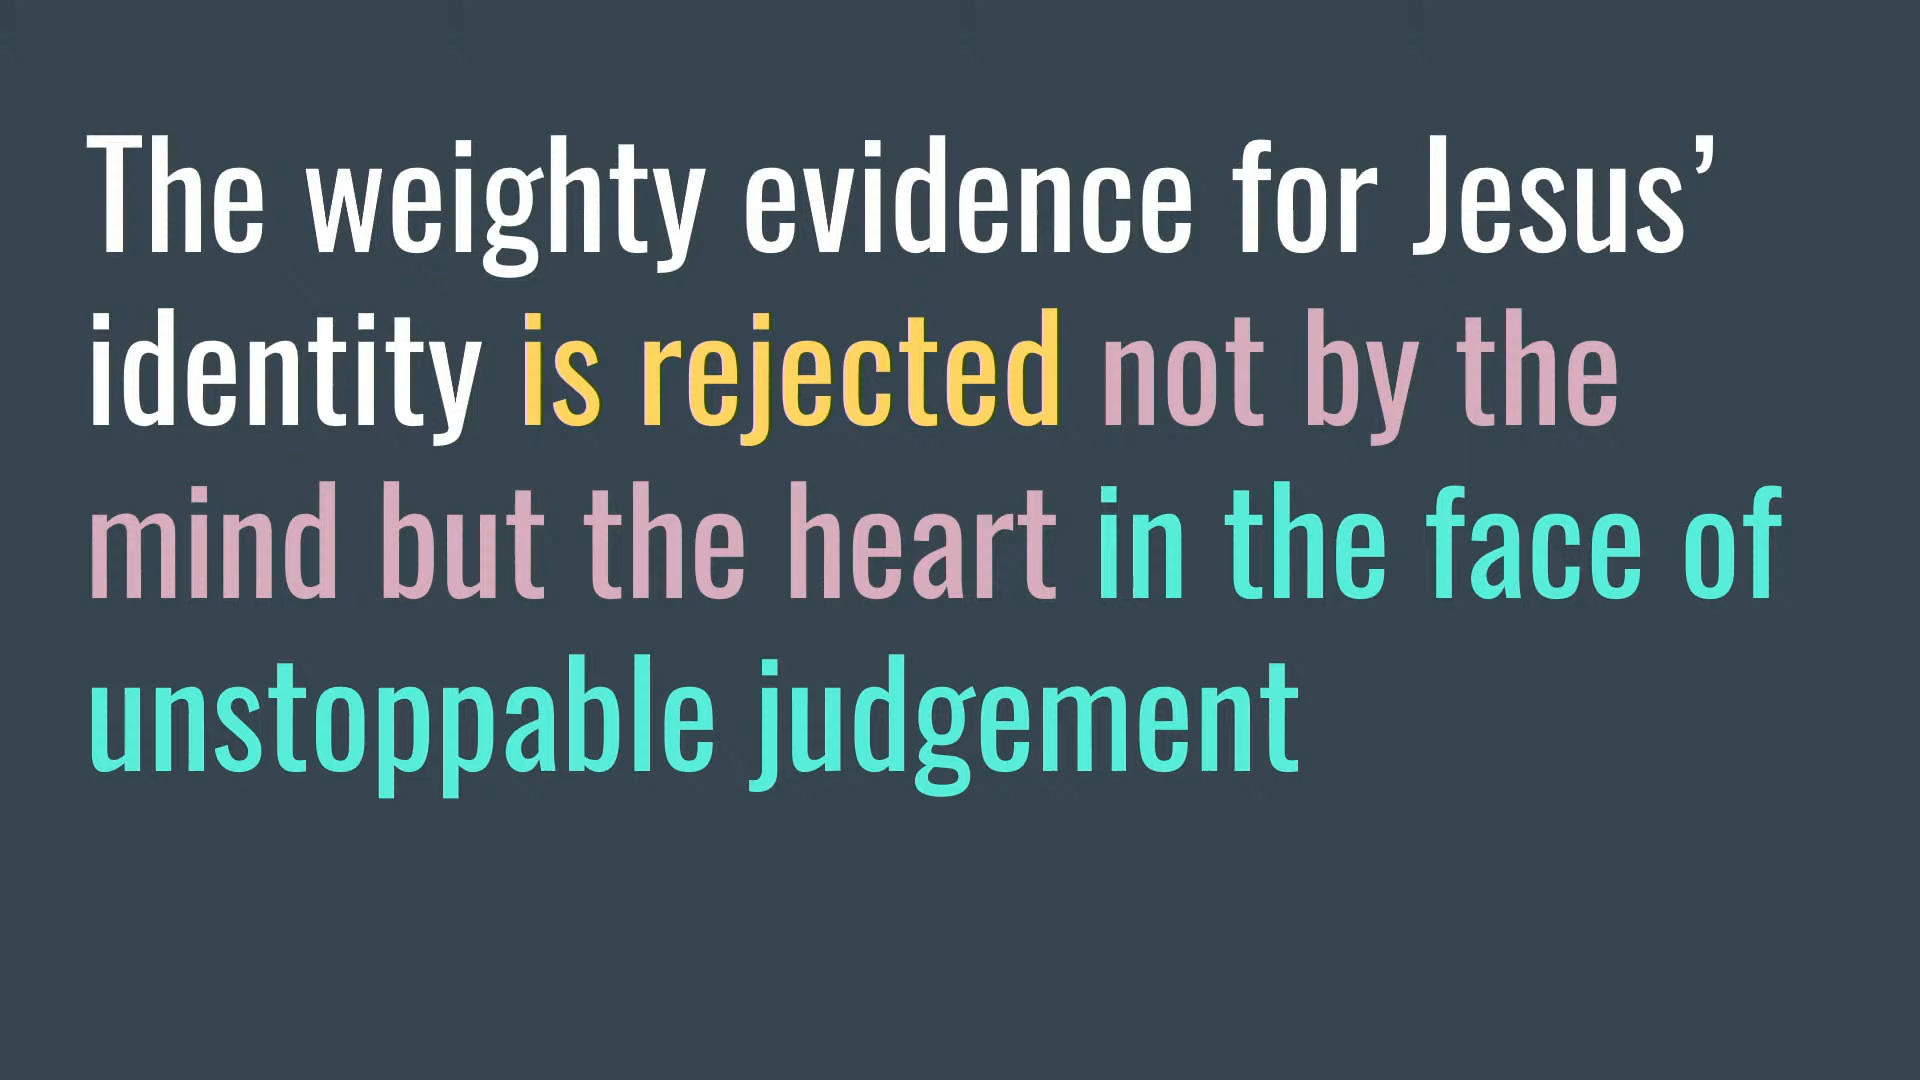 The weighty evidence for Jesus’
identity is rejected not by the
mind but the heart in the face of
unstoppable judgement